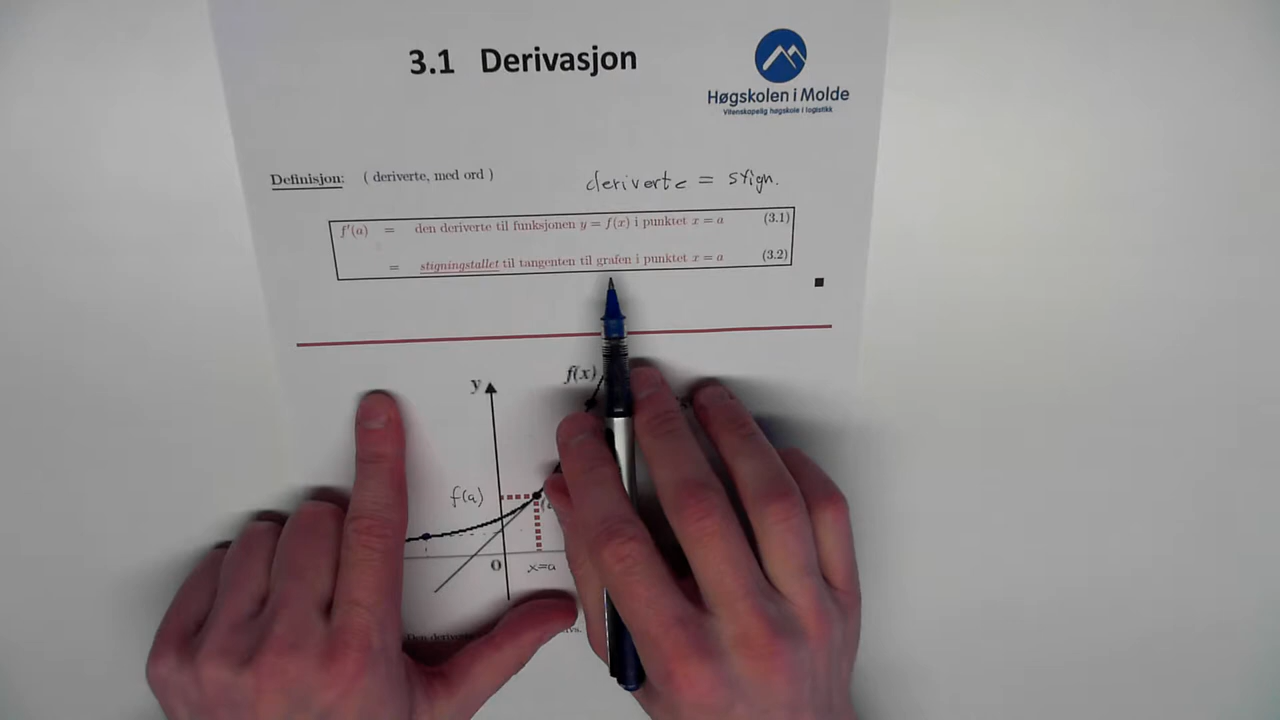 3.1 Derivasjon
Høgskolen i Molde
Vitenskapelig høgskole i logistikk
Definisjon: ( deriverte, med ord )
deriverte = stign.
f'(a) = den deriverte til funksjonen y = f(x) i punktet x = a (3.1)
= stigningstallet til tangenten til grafen i punktet x = a (3.2)
y
f(x)
f(a)
0
x=a
Den